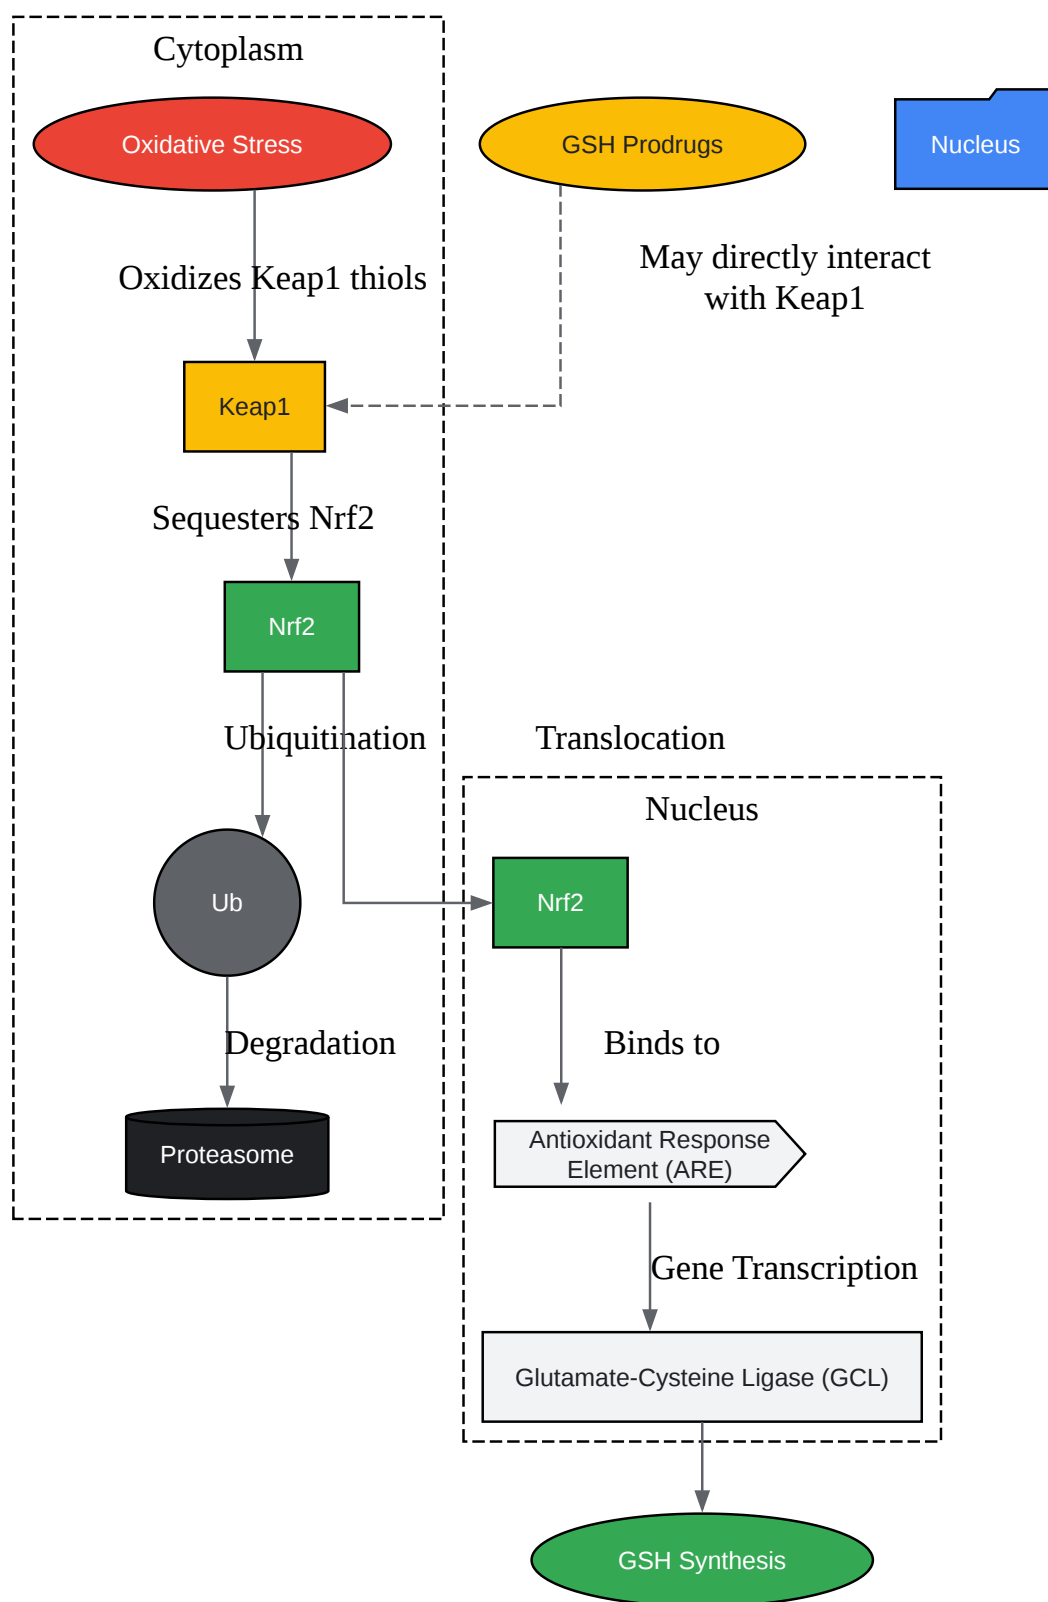 Cytoplasm
Oxidative Stress
GSH Prodrugs
Nucleus
May directly interact
with Keap1
Oxidizes Keap1 thiols
Keap1
Sequesters Nrf2
Nrf2
Ubiquitination
Translocation
Nucleus
Ub
Nrf2
Degradation
Binds to
Proteasome
Antioxidant Response
Element (ARE)
Gene Transcription
Glutamate-Cysteine Ligase (GCL)
GSH Synthesis